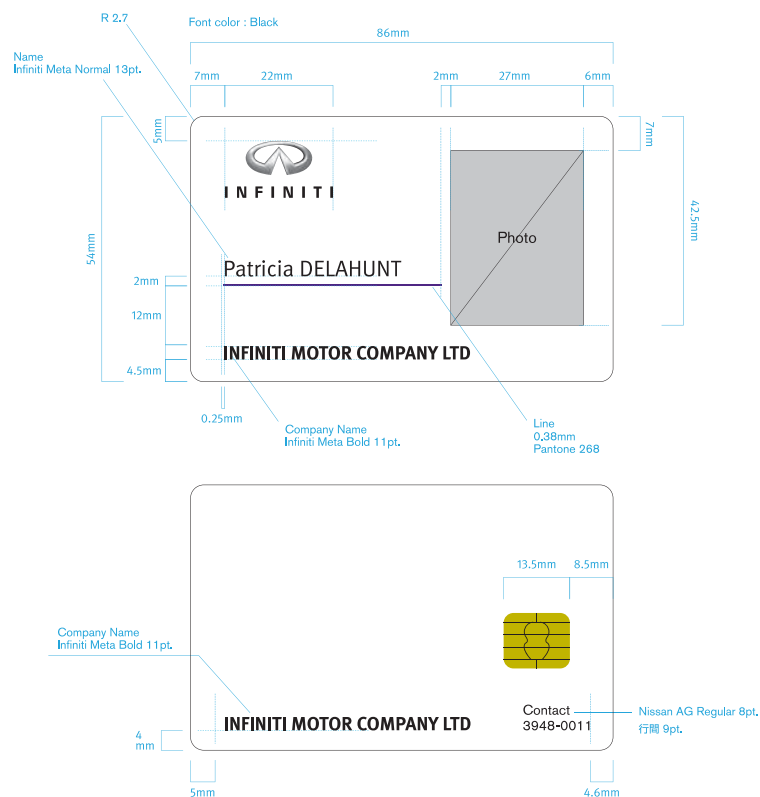 R 2.7
Font color : Black
86mm
Name
Infiniti Meta Normal 13pt.
7mm
22mm
2mm
27mm
6mm
5mm
7mm
INFINITI
54mm
42.5mm
Photo
Patricia DELAHUNT
2mm
12mm
INFINITI MOTOR COMPANY LTD
4.5mm
0.25mm
Company Name
Infiniti Meta Bold 11pt.
Line
0.38mm
Pantone 268
13.5mm
8.5mm
Company Name
Infiniti Meta Bold 11pt.
Contact
3948-0011
Nissan AG Regular 8pt.
行間 9pt.
INFINITI MOTOR COMPANY LTD
4
mm
5mm
4.6mm